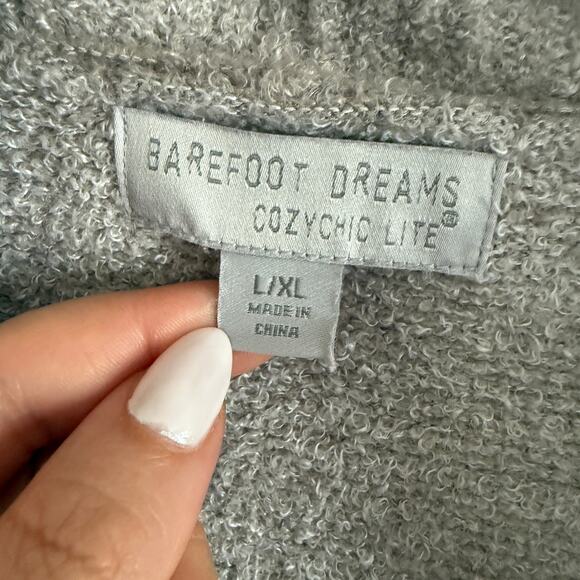 BAREFOOT DREAMS
COZYCHIC LITE®
L/XL
MADE IN
CHINA